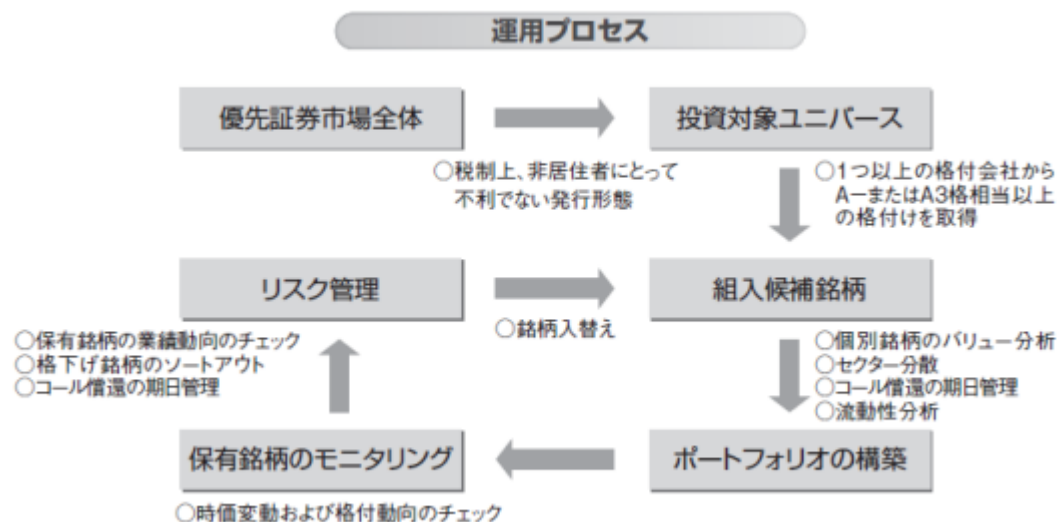 運用プロセス
優先証券市場全体
投資対象ユニバース
○税制上、非居住者にとって
不利でない発行形態
○1つ以上の格付会社から
A－またはA3格相当以上
の格付けを取得
リスク管理
組入候補銘柄
○銘柄入替え
○保有銘柄の業績動向のチェック
○格下げ銘柄のソートアウト
○コール償還の期日管理
○個別銘柄のバリュー分析
○セクター分散
○コール償還の期日管理
○流動性分析
保有銘柄のモニタリング
ポートフォリオの構築
○時価変動および格付動向のチェック